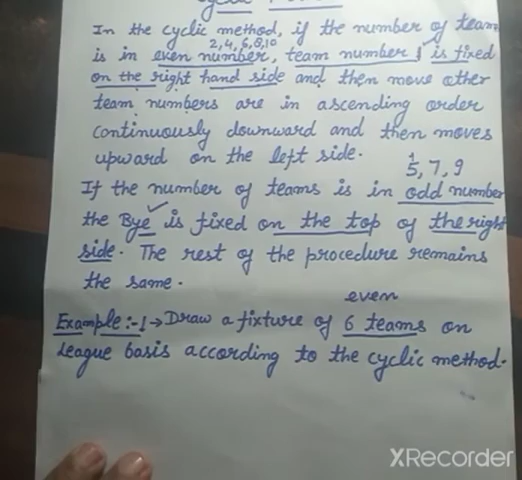 In the cyclic method, if the number of team
2,4,6,8,10
is in even number, team number 1 is fixed
on the right hand side and then move other
team numbers are in ascending order
continuously downward and then moves
upward on the left side.
5, 7, 9
If the number of teams is in odd number
the Bye is fixed on the top of the right
side. The rest of the procedure remains
the same.
even
Example:-1→ Draw a fixture of 6 teams on
League basis according to the cyclic method.
XRecorder